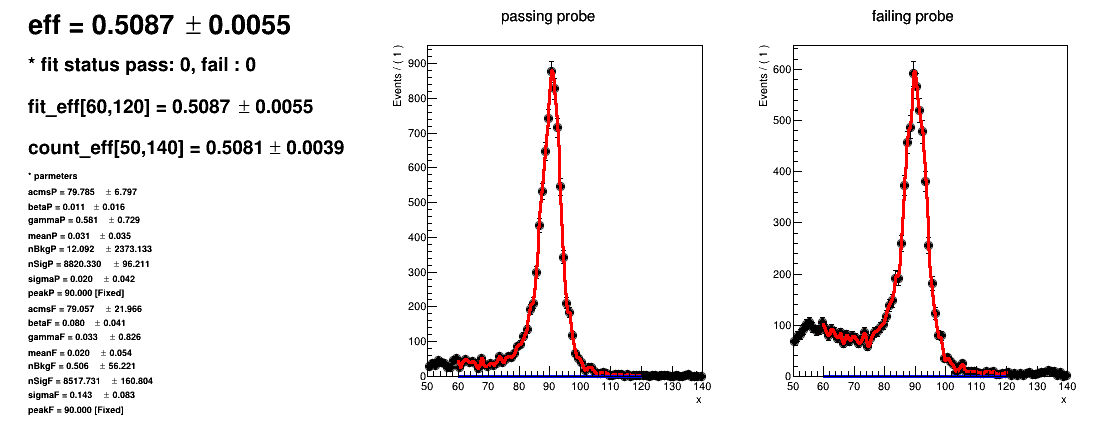 eff = 0.5087 ± 0.0055
* fit status pass: 0, fail : 0
fit_eff[60,120] = 0.5087 ± 0.0055
count_eff[50,140] = 0.5081 ± 0.0039
* parmeters
acmsP = 79.785 ± 6.797
betaP = 0.011 ± 0.016
gammaP = 0.581 ± 0.729
meanP = 0.031 ± 0.035
nBkgP = 12.092 ± 2373.133
nSigP = 8820.330 ± 96.211
sigmaP = 0.020 ± 0.042
peakP = 90.000 [Fixed]
acmsF = 79.057 ± 21.966
betaF = 0.080 ± 0.041
gammaF = 0.033 ± 0.826
meanF = 0.020 ± 0.054
nBkgF = 0.506 ± 56.221
nSigF = 8517.731 ± 160.804
sigmaF = 0.143 ± 0.083
peakF = 90.000 [Fixed]
passing probe
Events / ( 1 )
900
800
700
600
500
400
300
200
100
0
50 60 70 80 90 100 110 120 130 140
x
failing probe
Events / ( 1 )
600
500
400
300
200
100
0
50 60 70 80 90 100 110 120 130 140
x